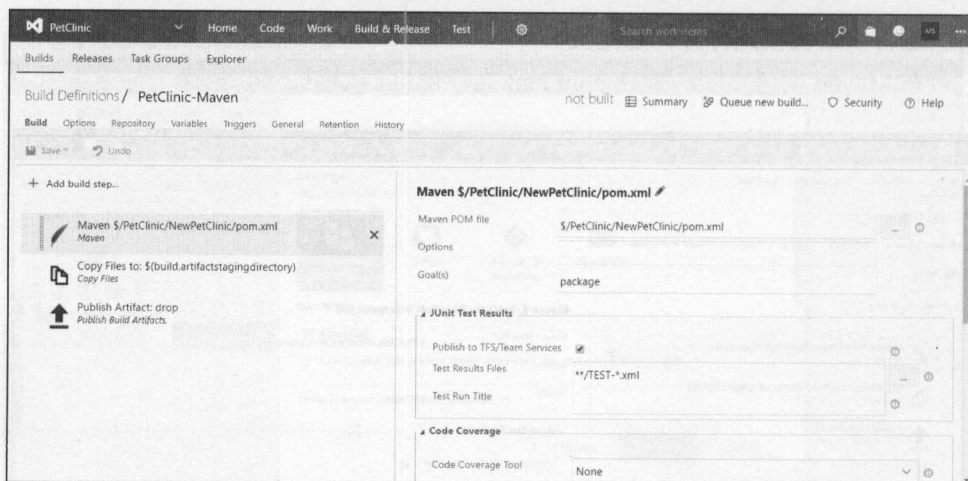 PetClinic Home Code Work Build & Release Test Search work items MS
Builds Releases Task Groups Explorer
Build Definitions / PetClinic-Maven not built Summary Queue new build... Security Help
Build Options Repository Variables Triggers General Retention History
Save Undo
+ Add build step...
Maven $/PetClinic/NewPetClinic/pom.xml
Maven
Copy Files to: $(build.artifactstagingdirectory)
Copy Files
Publish Artifact: drop
Publish Build Artifacts
Maven $/PetClinic/NewPetClinic/pom.xml
Maven POM file $/PetClinic/NewPetClinic/pom.xml ...
Options
Goal(s) package
JUnit Test Results
Publish to TFS/Team Services
Test Results Files **/TEST-*.xml ...
Test Run Title
Code Coverage
Code Coverage Tool None